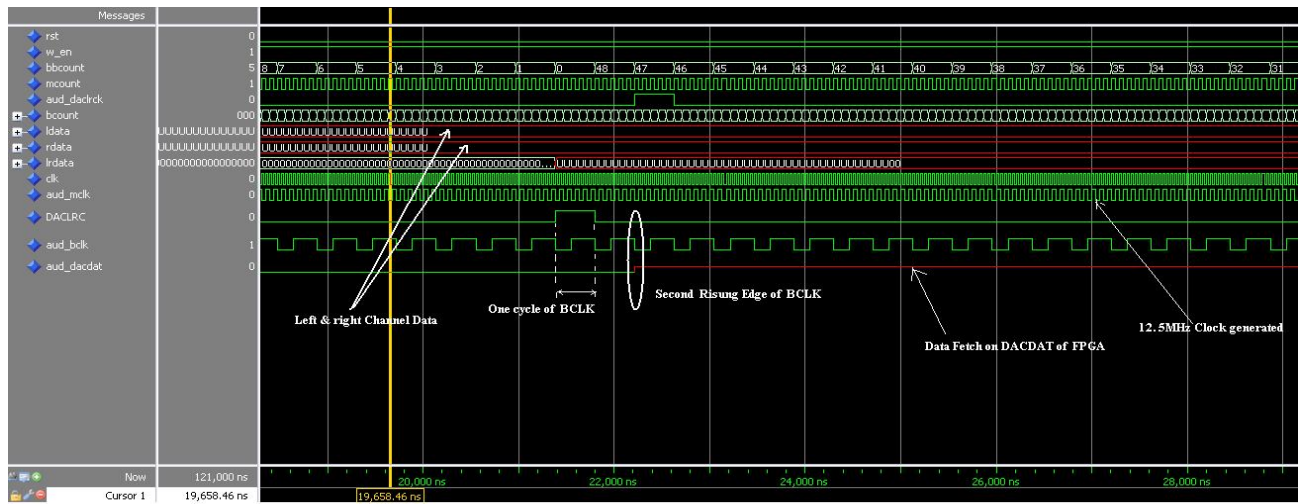 Messages
rst 0
w_en 1
bbcount 5 8 7 6 5 4 3 2 1 0 48 47 46 45 44 43 42 41 40 39 38 37 36 35 34 33 32 31
mcount 1
aud_daclrck 0
bcount 000
ldata UUUUUUUUUUUUUUU
rdata UUUUUUUUUUUUUUU
lrdata
clk 0
aud_mclk 0
DACLRC 0
aud_bclk 1
aud_dacdat 0
Left & right Channel Data
One cycle of BCLK
Second Risung Edge of BCLK
Data Fetch on DACDAT of FPGA
12.5MHz Clock generated
Now 121,000 ns
20,000 ns 22,000 ns 24,000 ns 26,000 ns 28,000 ns
Cursor 1 19,658.46 ns 19,658.46 ns